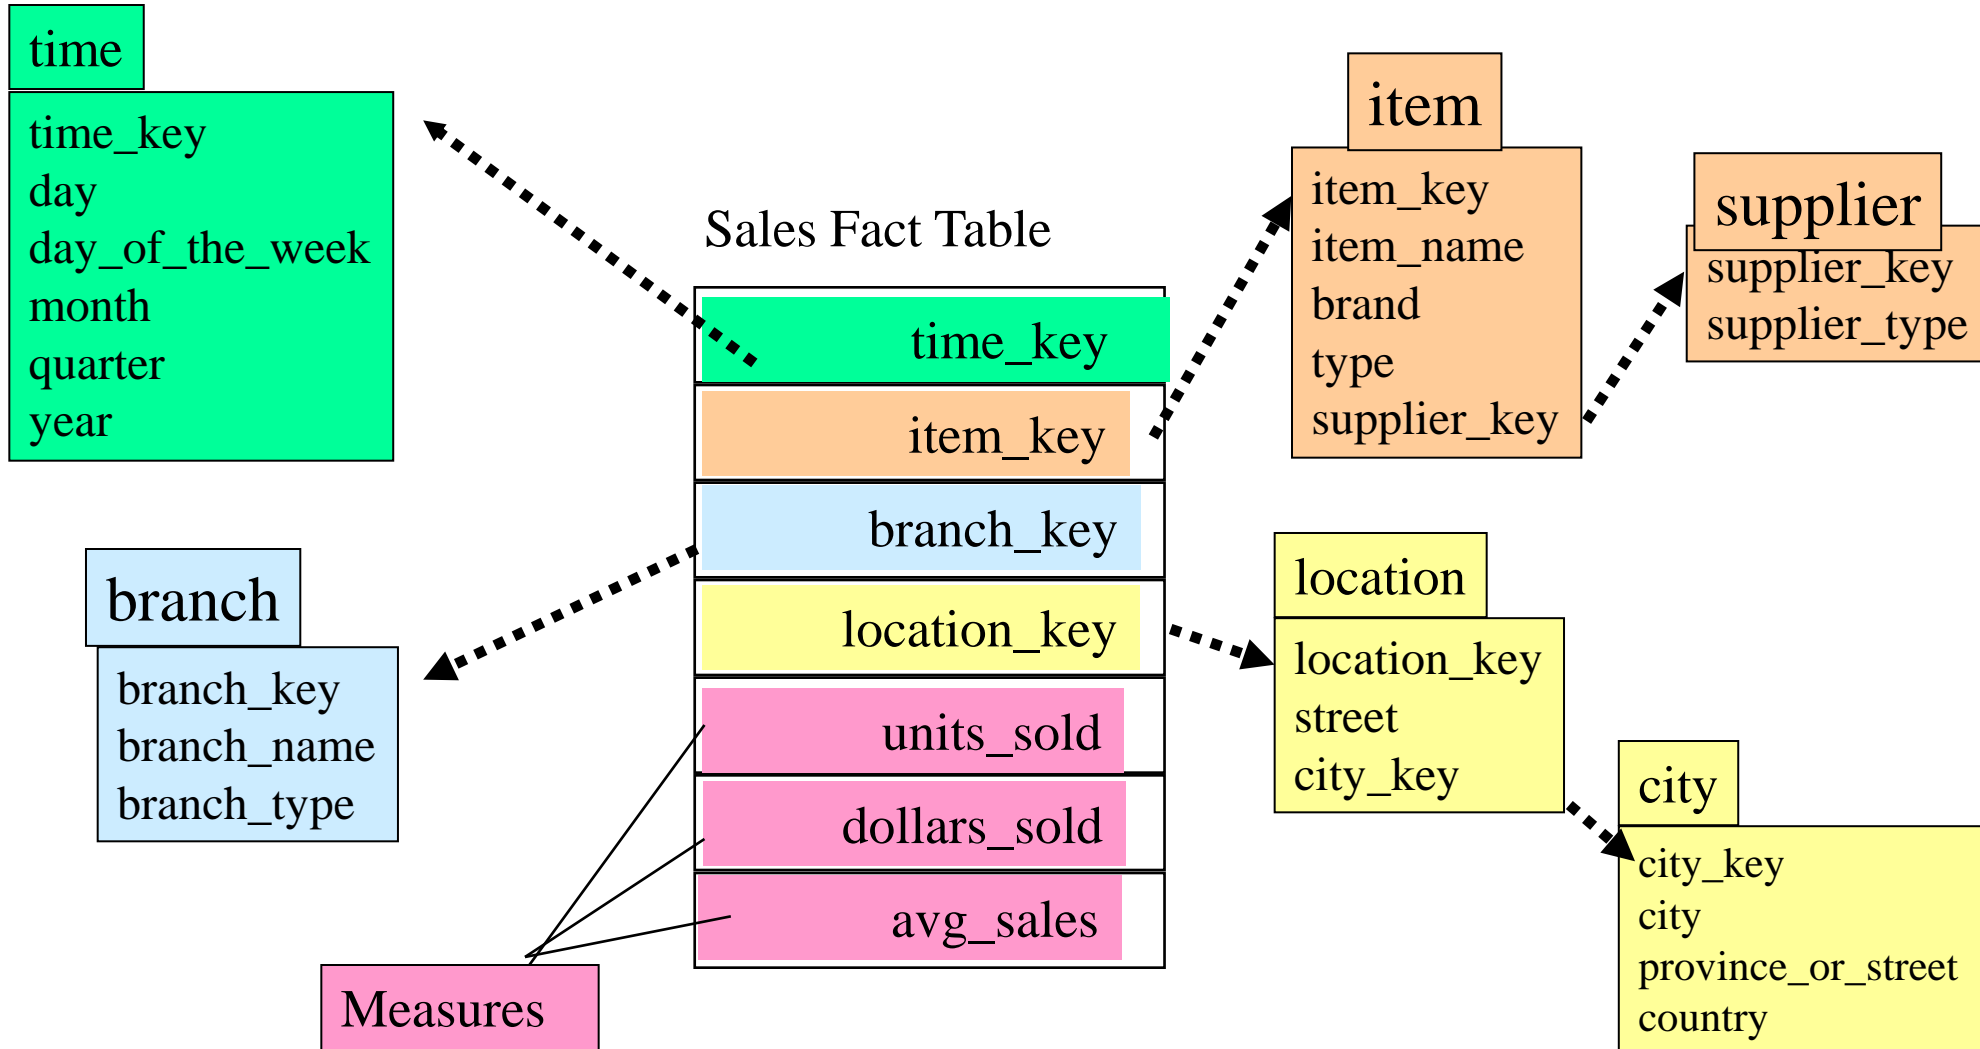 time
time_key
day
day_of_the_week
month
quarter
year
branch
branch_key
branch_name
branch_type
Measures
Sales Fact Table
time_key
item_key
branch_key
location_key
units_sold
dollars_sold
avg_sales
item
item_key
item_name
brand
type
supplier_key
supplier
supplier_key
supplier_type
location
location_key
street
city_key
city
city_key
city
province_or_street
country